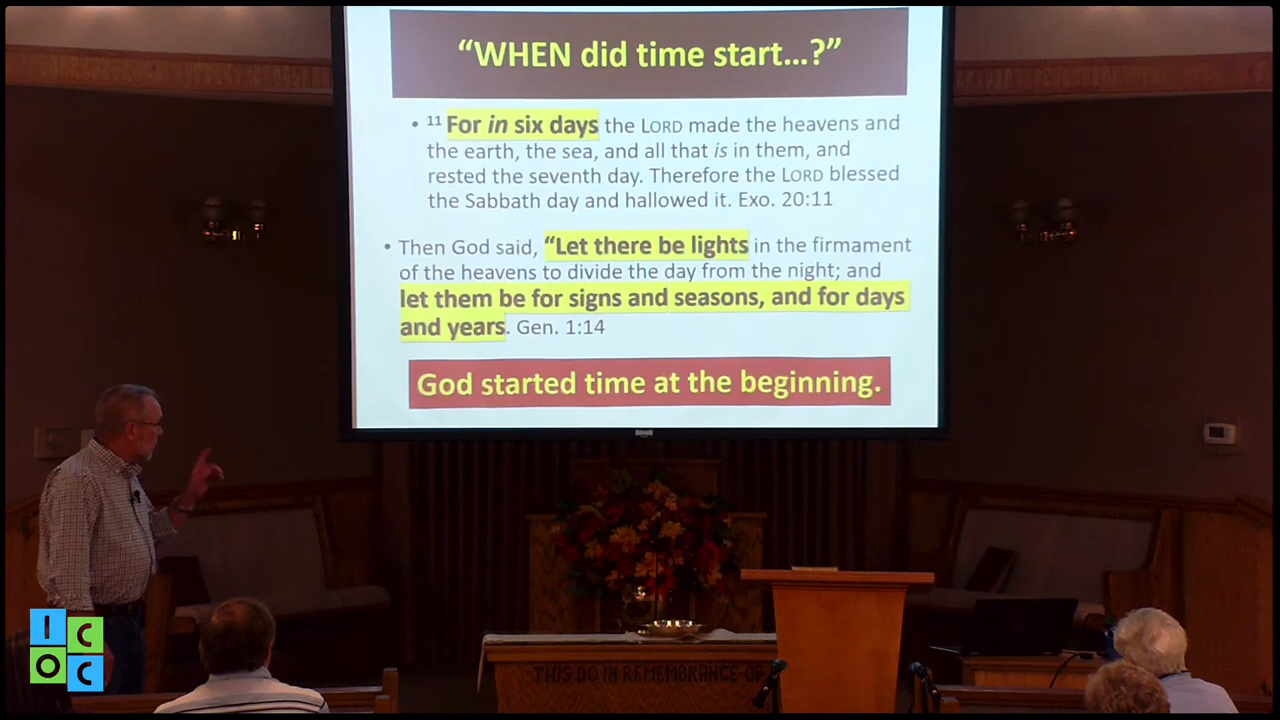 “WHEN did time start...?”
• 11 For in six days the LORD made the heavens and
the earth, the sea, and all that is in them, and
rested the seventh day. Therefore the LORD blessed
the Sabbath day and hallowed it. Exo. 20:11
• Then God said, “Let there be lights in the firmament
of the heavens to divide the day from the night; and
let them be for signs and seasons, and for days
and years. Gen. 1:14
God started time at the beginning.
THIS DO IN REMEMBRANCE OF
I C
O C